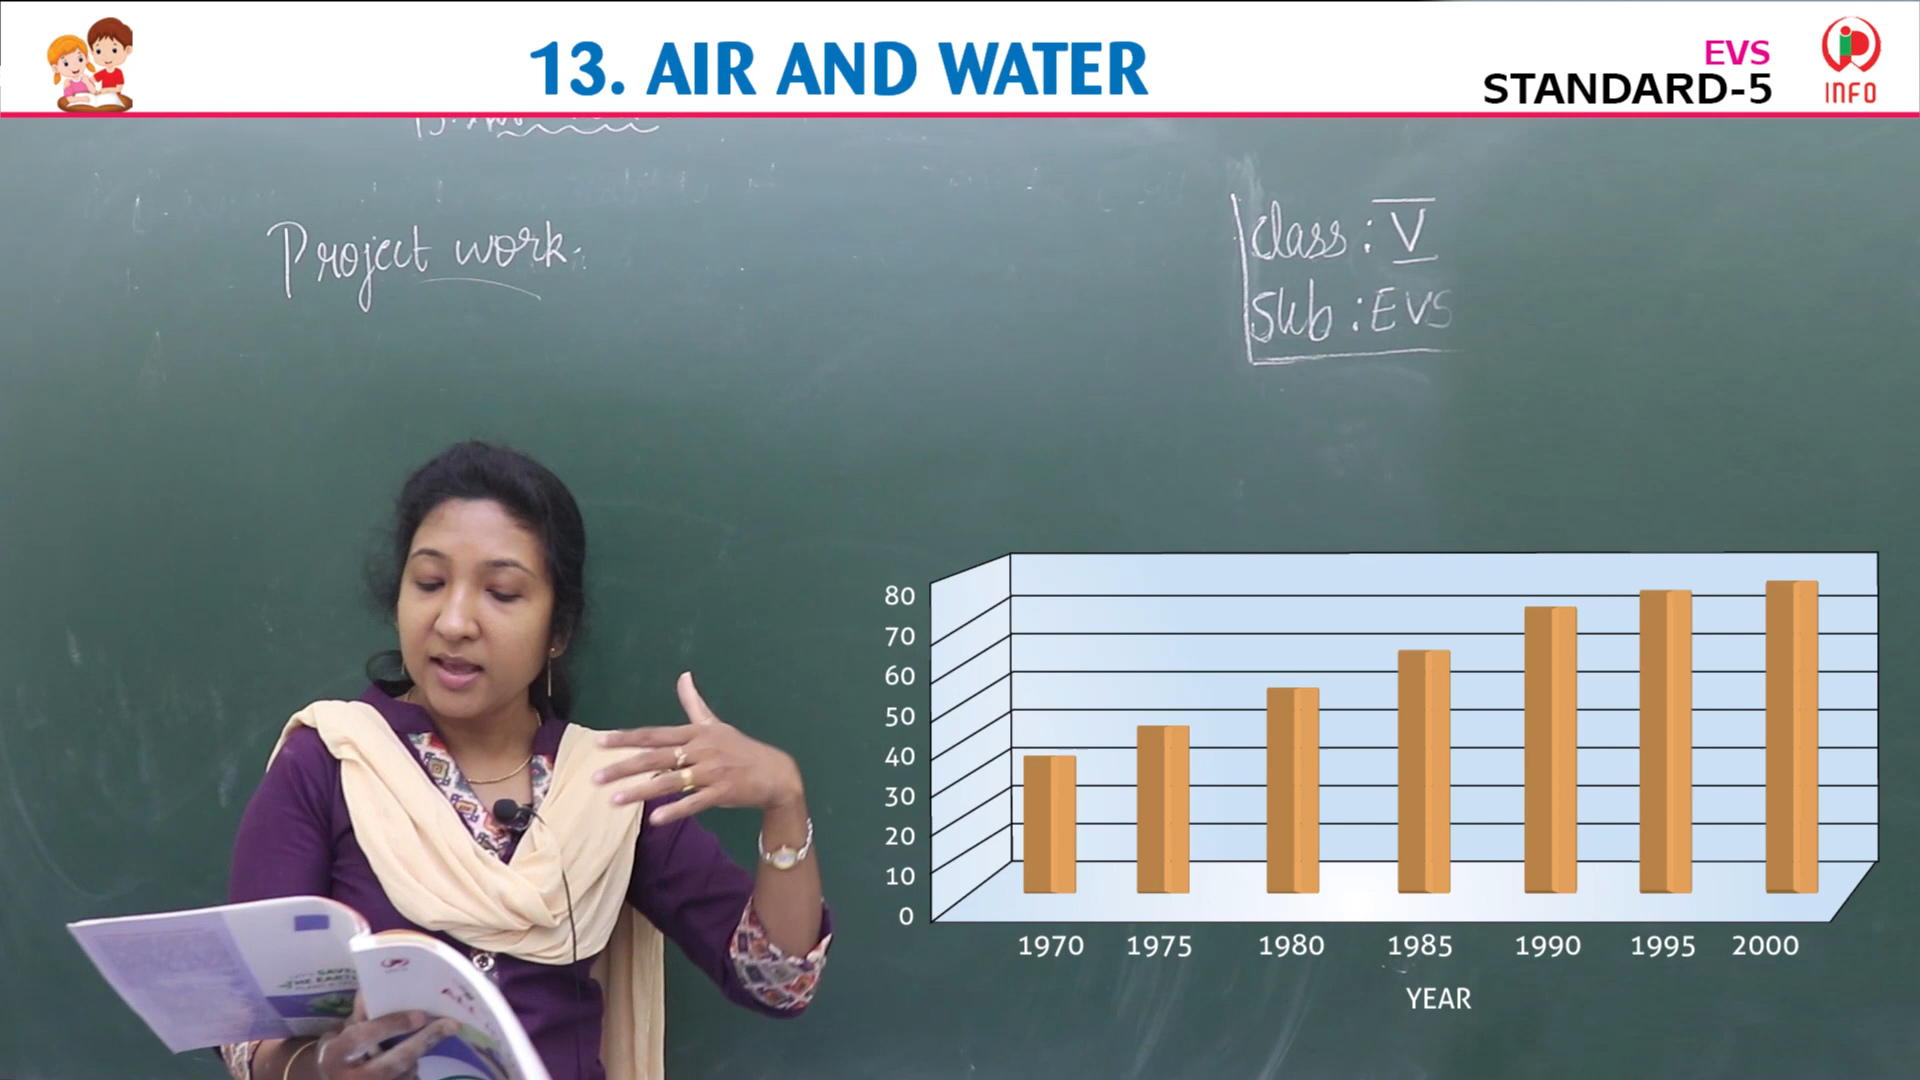 13. AIR AND WATER
EVS
STANDARD-5
INFO
Project work.
class : V
Sub : EVS
80
70
60
50
40
30
20
10
0
1970 1975 1980 1985 1990 1995 2000
YEAR